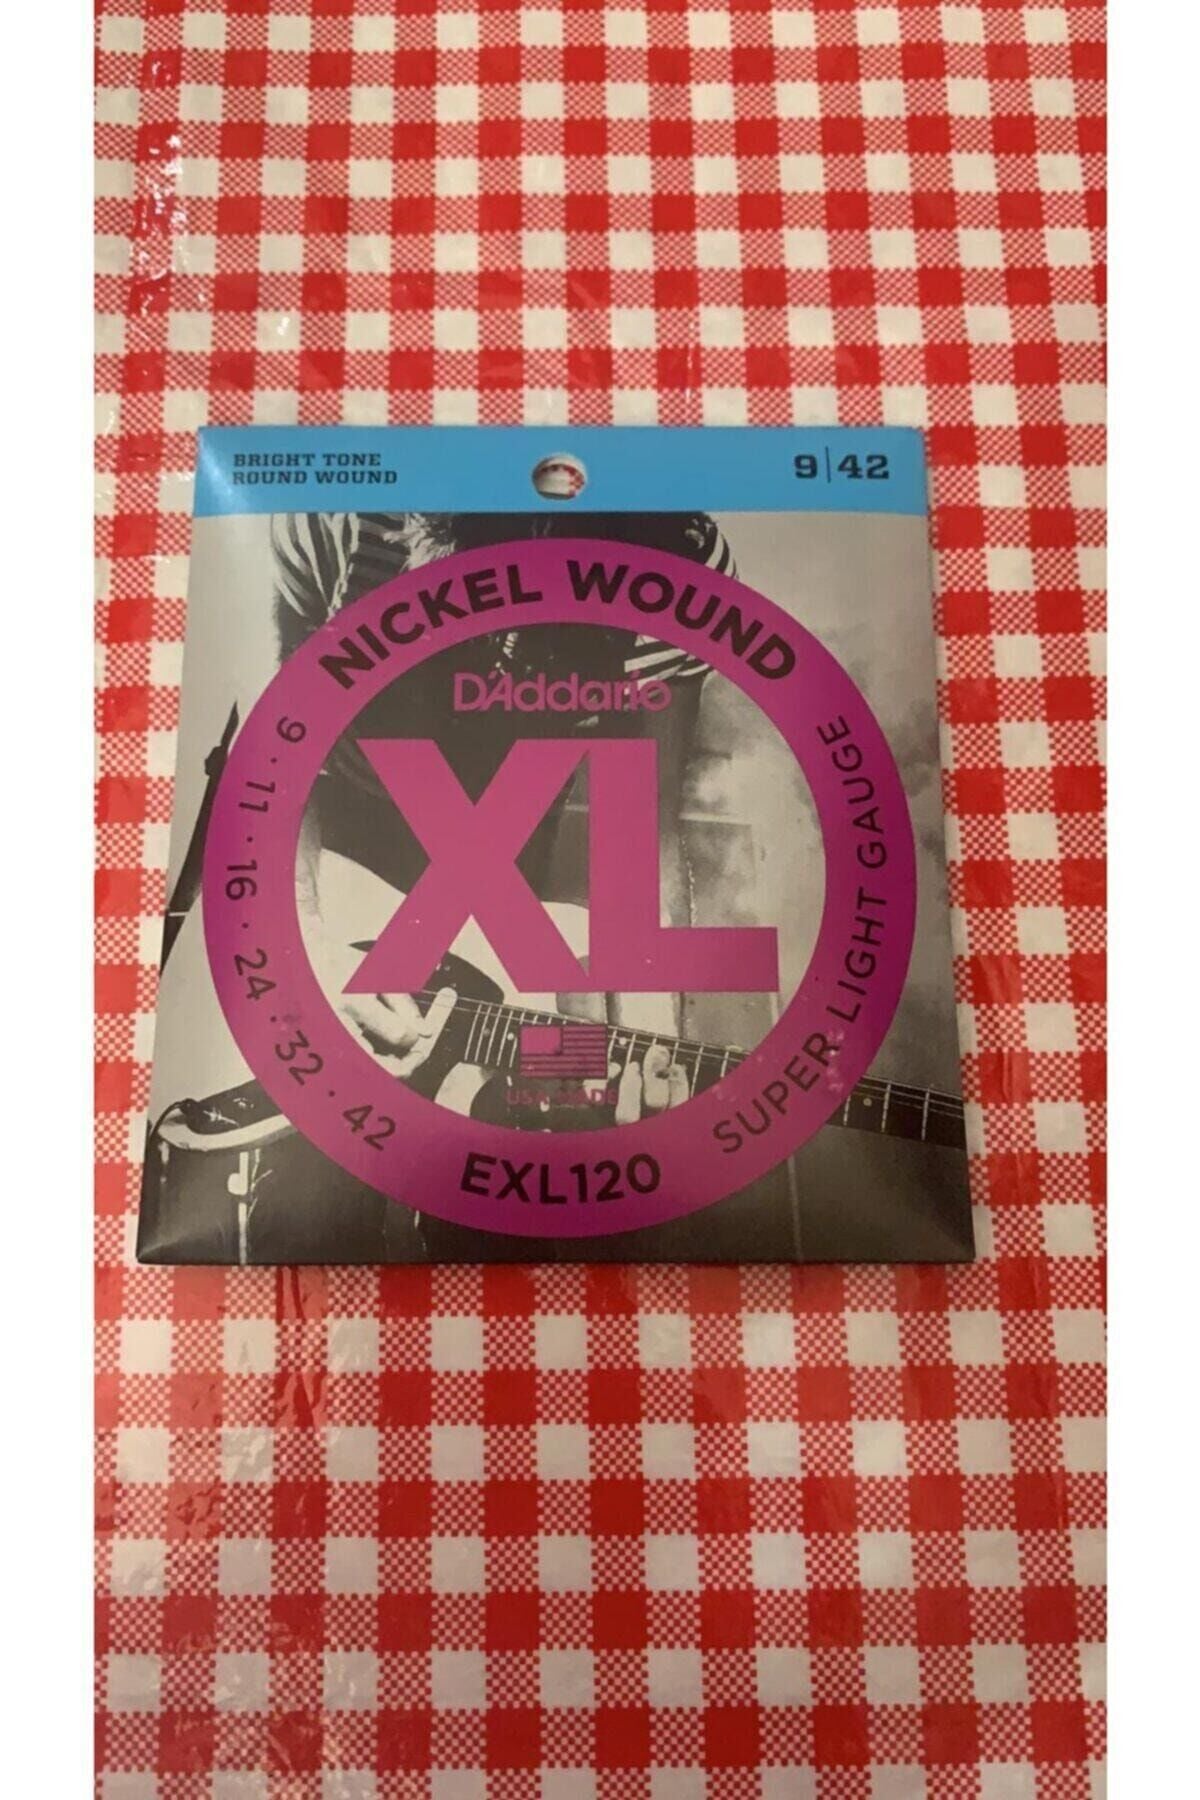 BRIGHT TONE
ROUND WOUND
9|42
NICKEL WOUND
D'Addario
XL
9 · 11 · 16 · 24 · 32 · 42
SUPER LIGHT GAUGE
USA MADE
EXL120